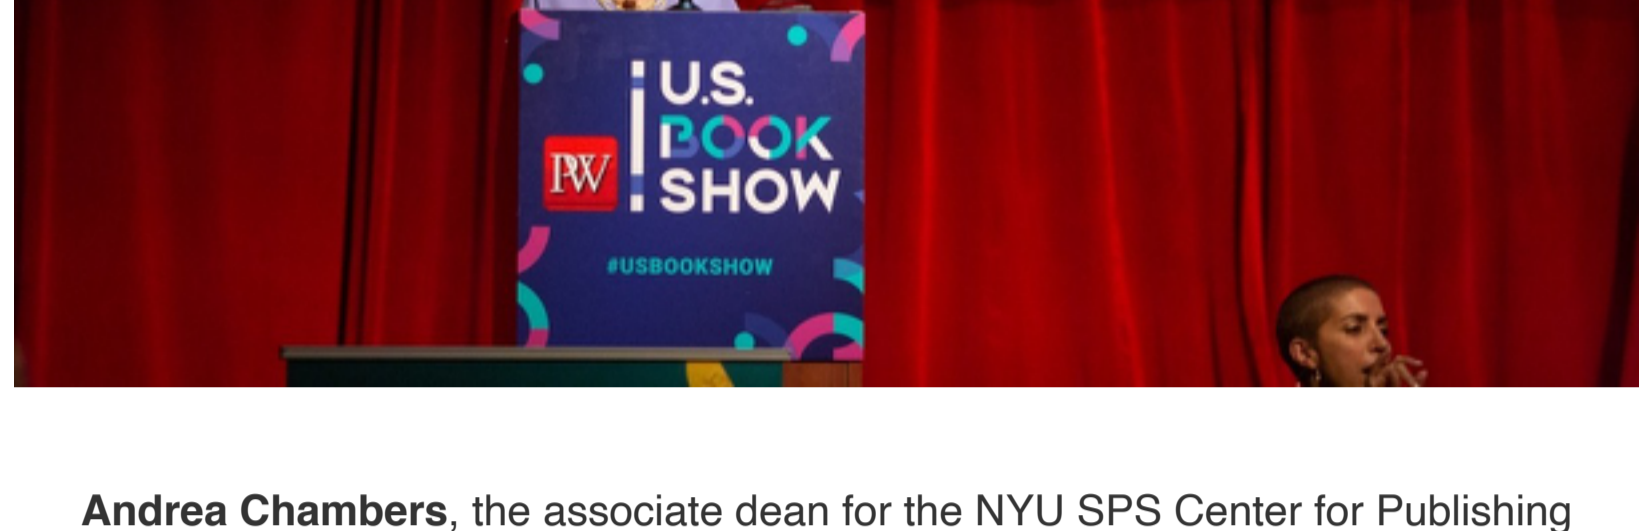 U.S.
BOOK
PW
SHOW
#USBOOKSHOW
Andrea Chambers, the associate dean for the NYU SPS Center for Publishing